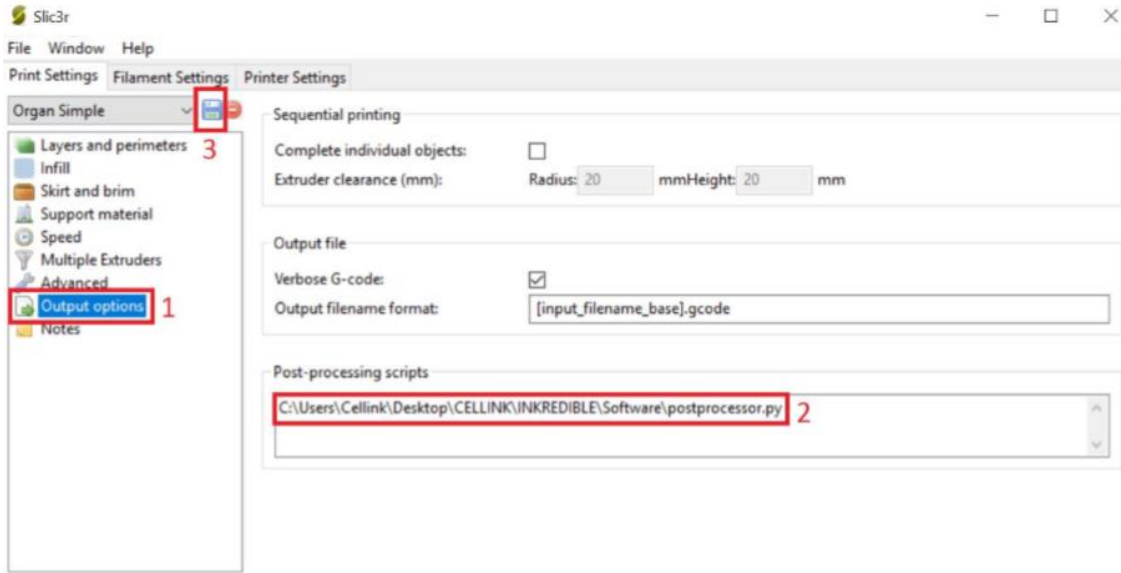 Slic3r
File Window Help
Print Settings Filament Settings Printer Settings
Organ Simple
3
Layers and perimeters
Infill
Skirt and brim
Support material
Speed
Multiple Extruders
Advanced
Output options 1
Notes
Sequential printing
Complete individual objects:
Extruder clearance (mm): Radius: 20 mmHeight: 20 mm
Output file
Verbose G-code:
Output filename format: [input_filename_base].gcode
Post-processing scripts
C:\Users\Cellink\Desktop\CELLINK\INKREDIBLE\Software\postprocessor.py 2